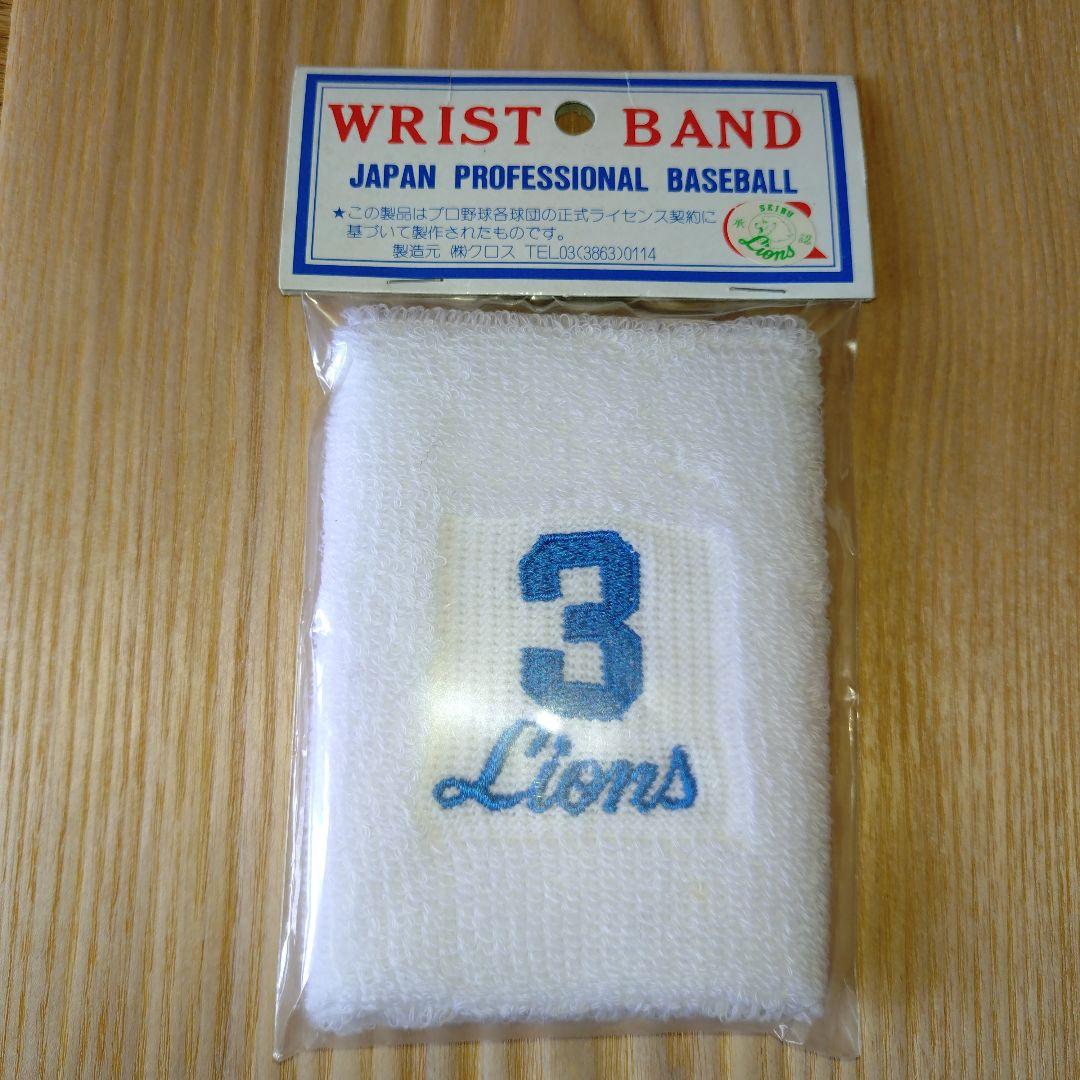 WRIST BAND
JAPAN PROFESSIONAL BASEBALL
★この製品はプロ野球各球団の正式ライセンス契約に
基づいて製作されたものです。
製造元 ㈱クロス TEL03(3863)0114
SEIBU
承 認
Lions
3
Lions